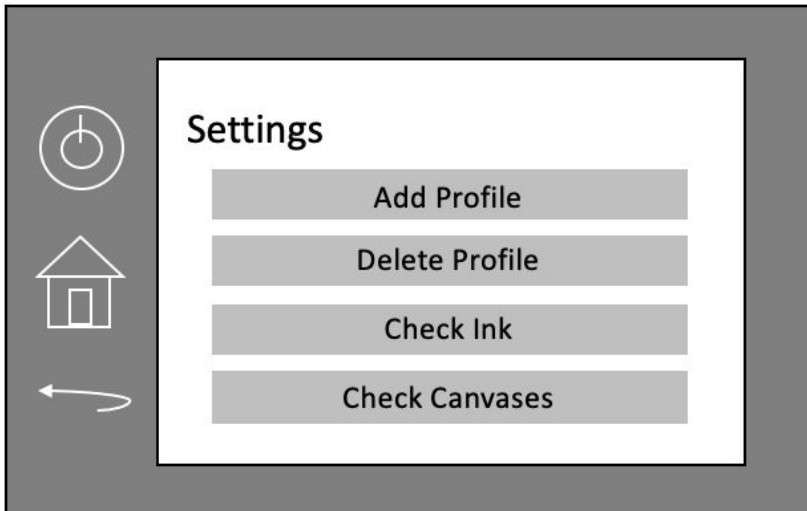 Settings
Add Profile
Delete Profile
Check Ink
Check Canvases